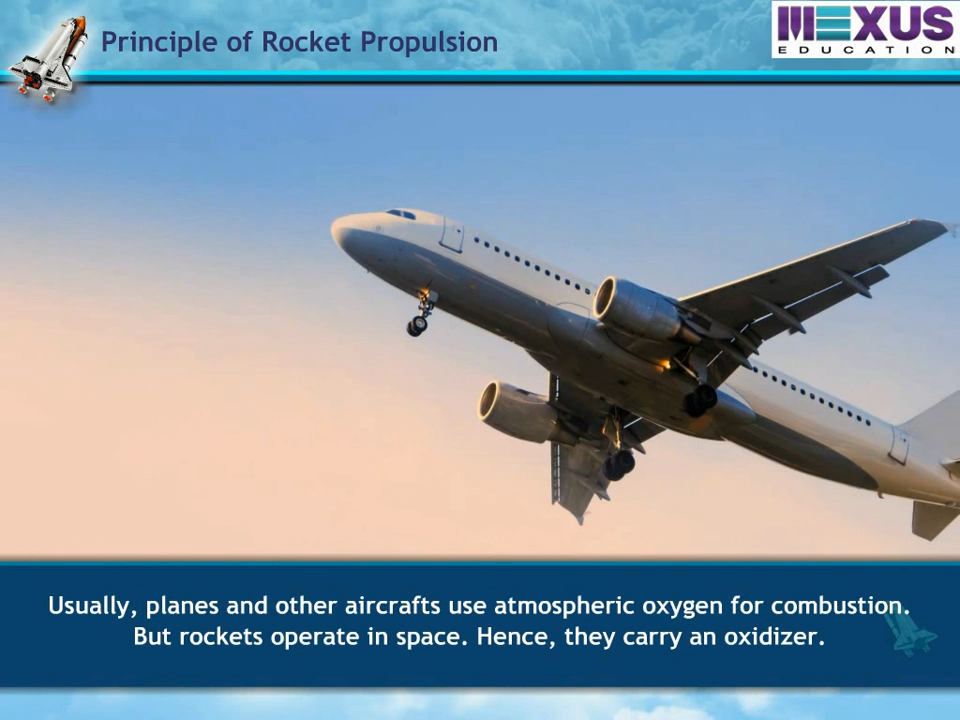 Principle of Rocket Propulsion
MEXUS
EDUCATION
Usually, planes and other aircrafts use atmospheric oxygen for combustion.
But rockets operate in space. Hence, they carry an oxidizer.